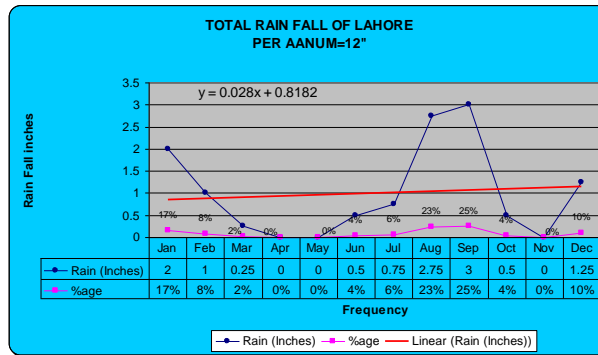 TOTAL RAIN FALL OF LAHORE
PER AANUM=12"
y = 0.028x + 0.8182
Rain Fall inches
3.5
3
2.5
2
1.5
1
0.5
0
17% 8% 2% 0% 0% 4% 6% 23% 25% 4% 0% 10%
Jan Feb Mar Apr May Jun Jul Aug Sep Oct Nov Dec
Rain (Inches) 2 1 0.25 0 0 0.5 0.75 2.75 3 0.5 0 1.25
%age 17% 8% 2% 0% 0% 4% 6% 23% 25% 4% 0% 10%
Frequency
Rain (Inches) %age Linear (Rain (Inches))